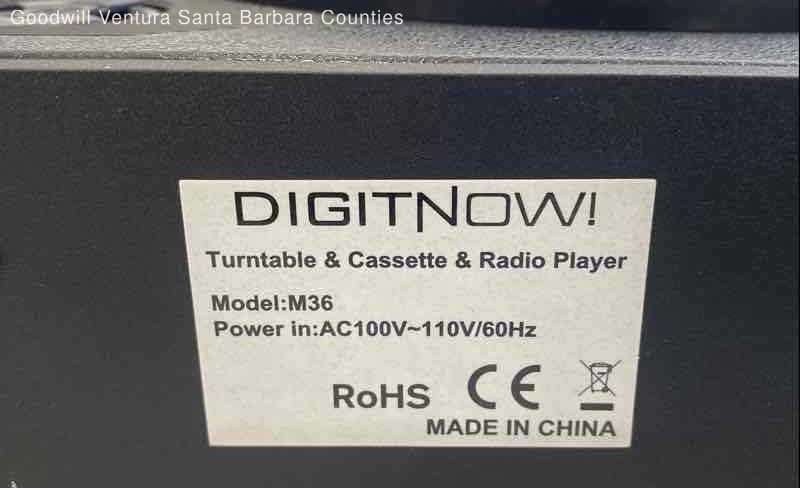 Goodwill Ventura Santa Barbara Counties
DIGITNOW!
Turntable & Cassette & Radio Player
Model:M36
Power in:AC100V~110V/60Hz
RoHS CE
MADE IN CHINA